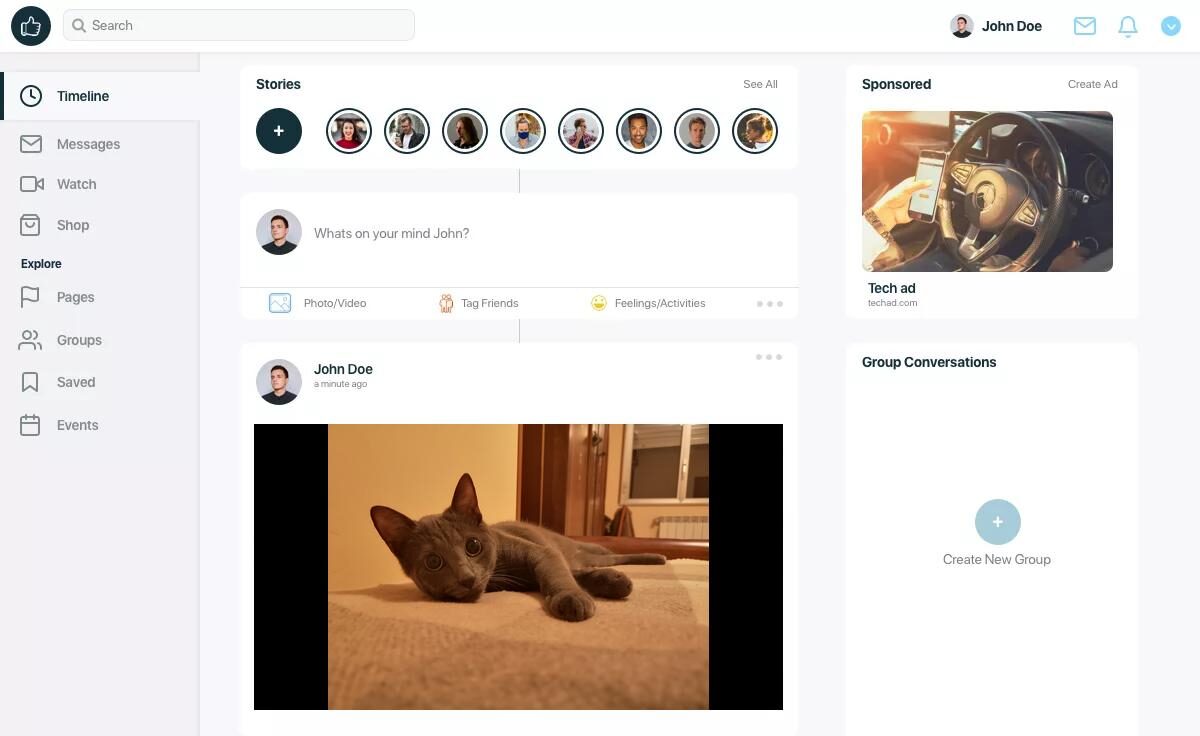 Search
John Doe
Timeline
Messages
Watch
Shop
Explore
Pages
Groups
Saved
Events
Stories
See All
+
Whats on your mind John?
Photo/Video
Tag Friends
Feelings/Activities
John Doe
a minute ago
Sponsored
Create Ad
Tech ad
techad.com
Group Conversations
+
Create New Group